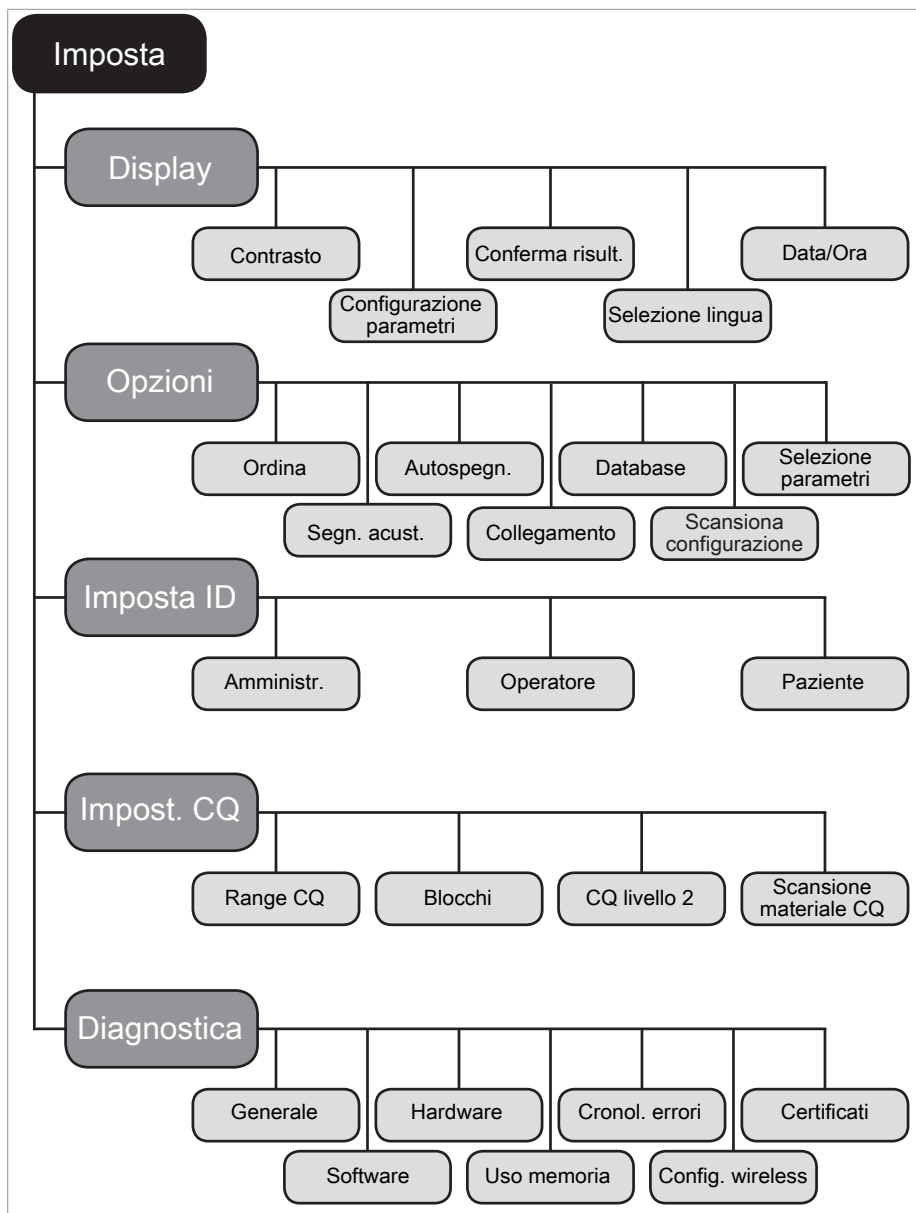 Imposta
Display
Contrasto
Configurazione
parametri
Conferma risult.
Selezione lingua
Data/Ora
Opzioni
Ordina
Segn. acust.
Autospegn.
Collegamento
Database
Scansiona
configurazione
Selezione
parametri
Imposta ID
Amministr.
Operatore
Paziente
Impost. CQ
Range CQ
Blocchi
CQ livello 2
Scansione
materiale CQ
Diagnostica
Generale
Software
Hardware
Uso memoria
Cronol. errori
Config. wireless
Certificati